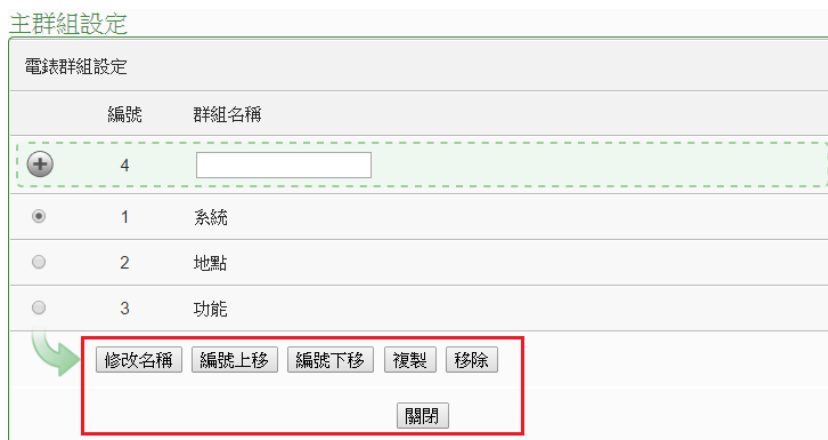 主群組設定
電錶群組設定
編號 群組名稱
4
1 系統
2 地點
3 功能
修改名稱 編號上移 編號下移 複製 移除
關閉